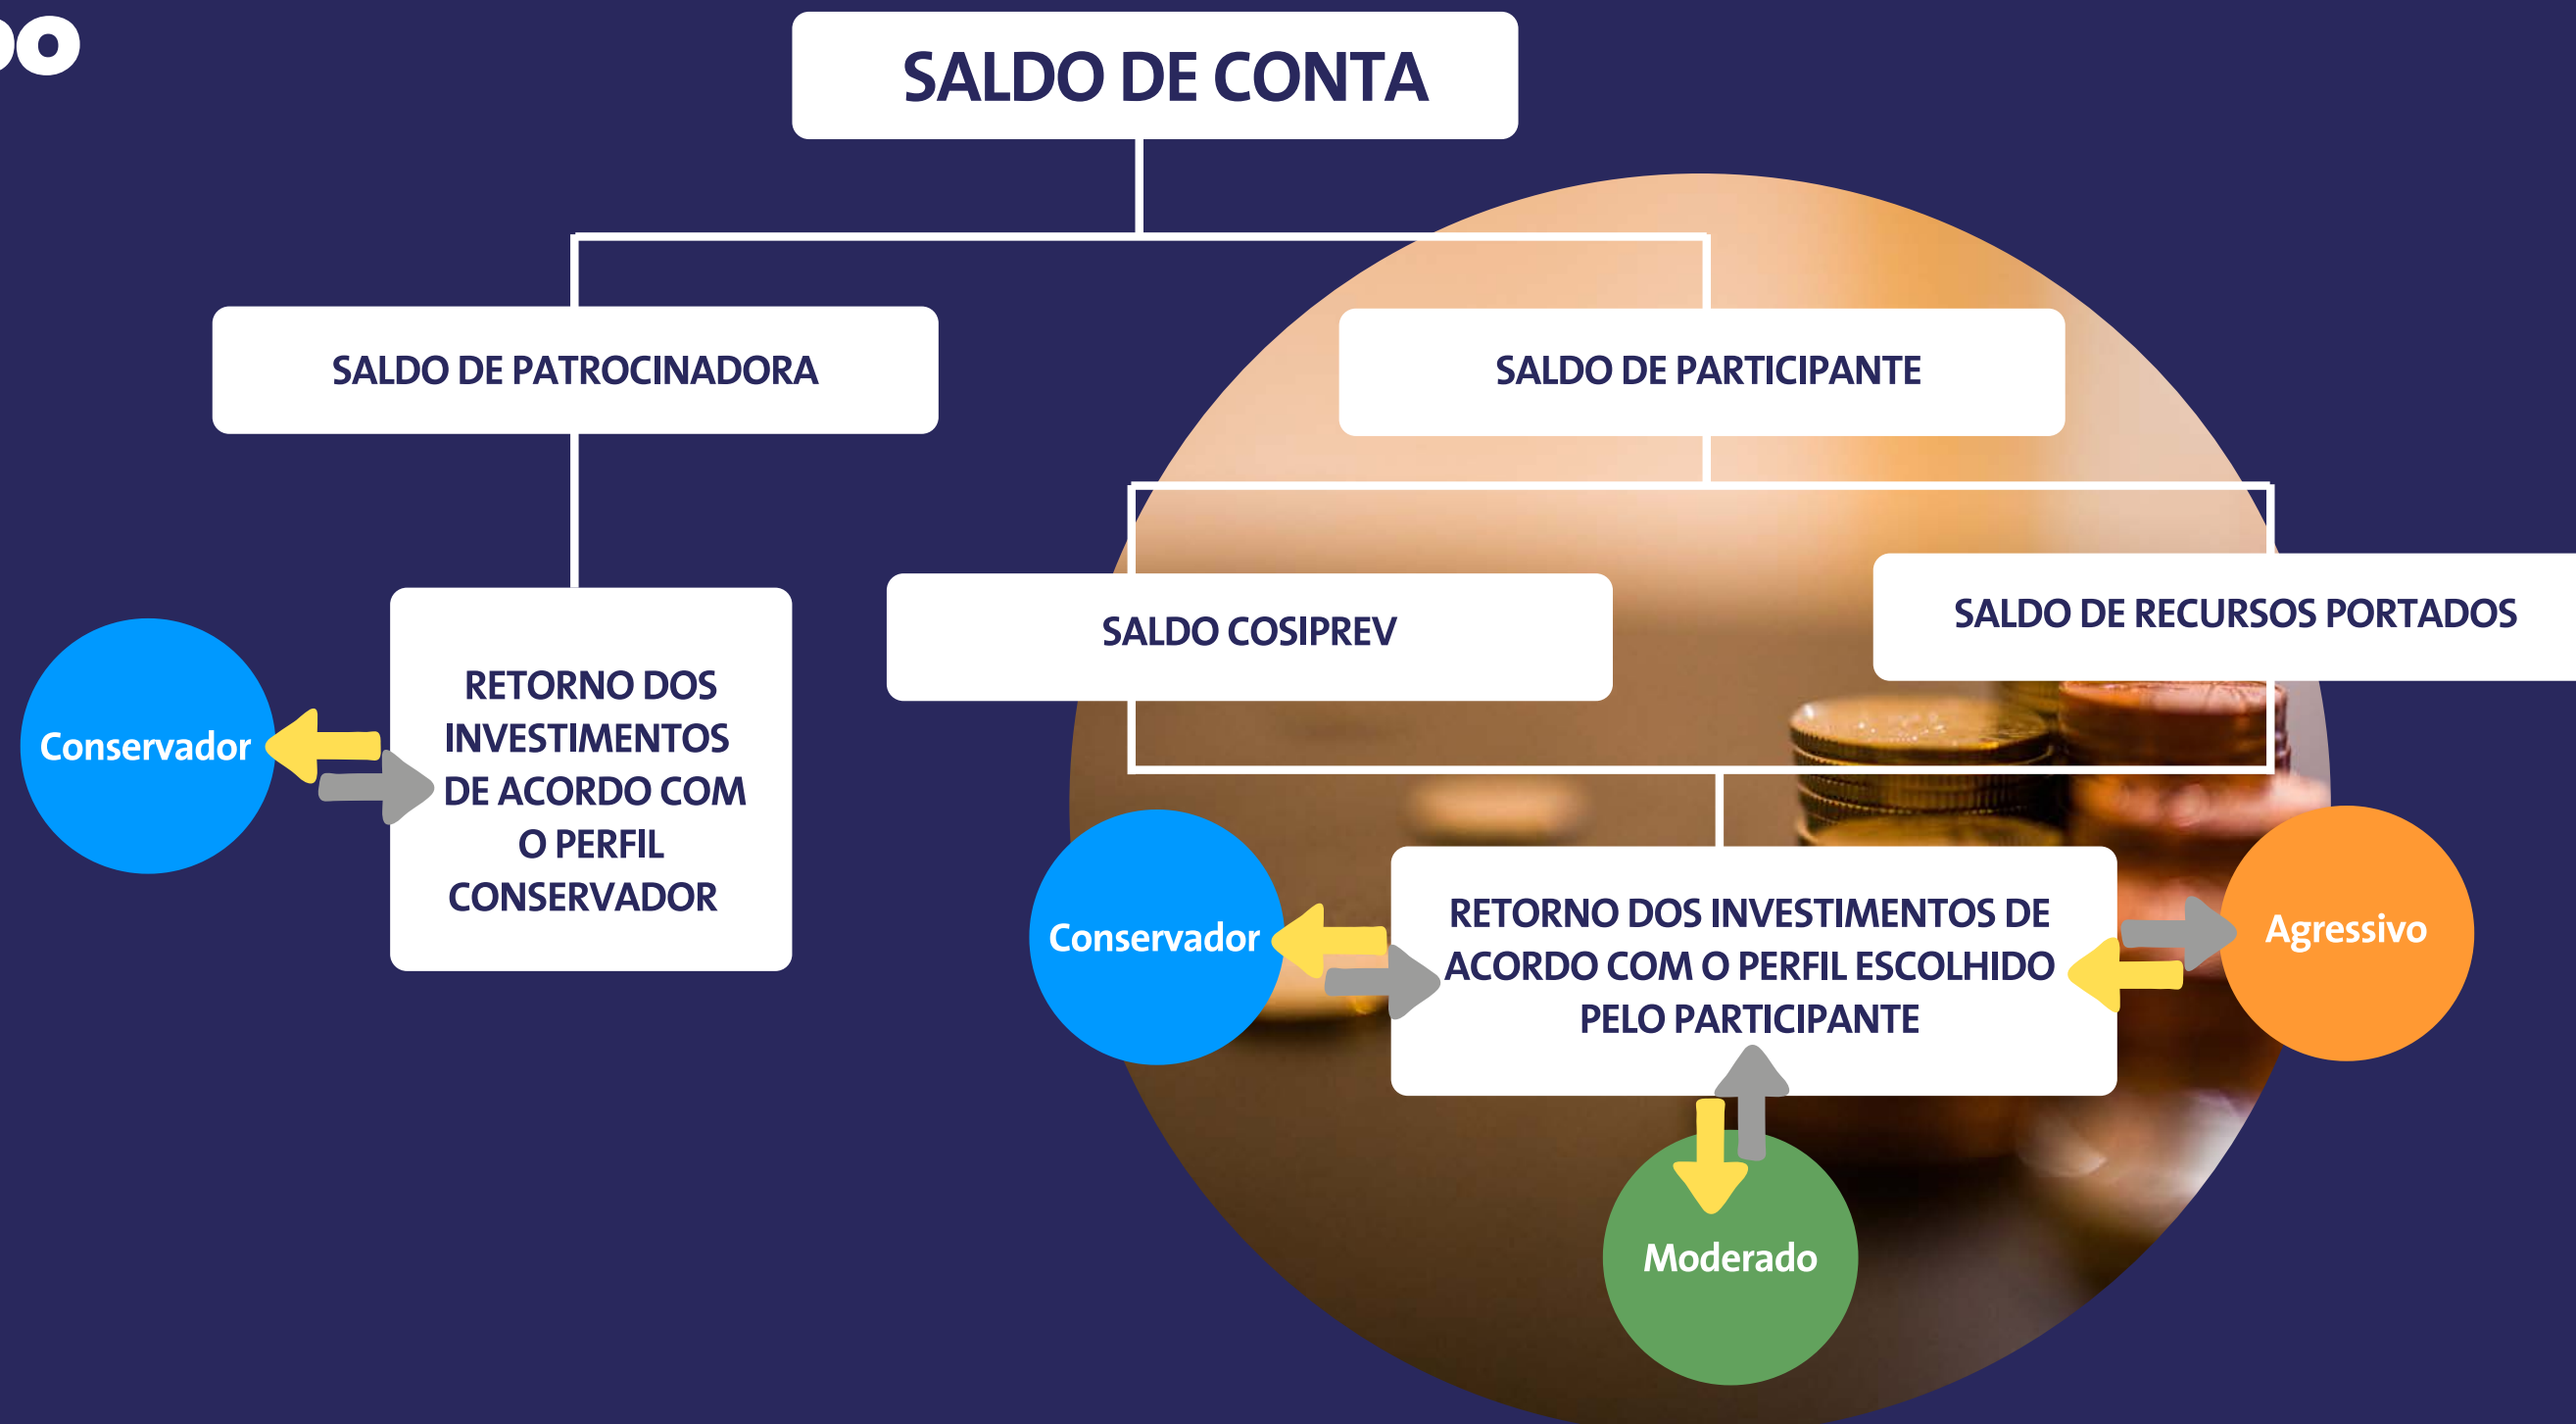 SALDO DE CONTA
SALDO DE PATROCINADORA
SALDO DE PARTICIPANTE
SALDO COSIPREV
SALDO DE RECURSOS PORTADOS
Conservador
RETORNO DOS
INVESTIMENTOS
DE ACORDO COM
O PERFIL
CONSERVADOR
Conservador
RETORNO DOS INVESTIMENTOS DE
ACORDO COM O PERFIL ESCOLHIDO
PELO PARTICIPANTE
Agressivo
Moderado